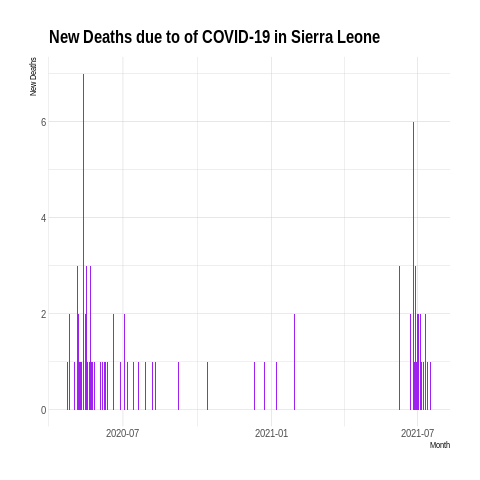 New Deaths due to of COVID-19 in Sierra Leone
New Deaths
6
4
2
0
2020-07
2021-01
2021-07
Month